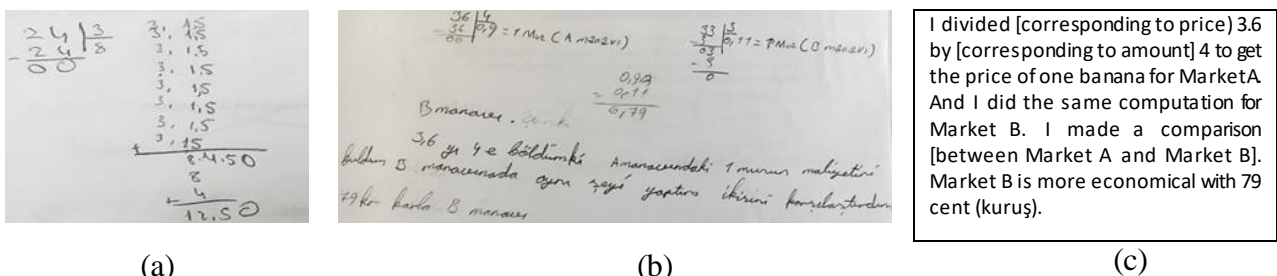 24 | 3
- 24 | 8
00
3, 15
3, 15
3, 1,5
3, 1,5
3, 15
3, 1,5
3, 1,5
3, 15
+
8 4.50
8
+ 4
12.50
36 | 4
36 | 0,9 = 1 Muz (A manavı)
00
33 | 3
0,11 = 1 Muz (B manavı)
03
- 3
0
0,99
= 0,11
0,79
B manavı. Çünki
3,6 yı 4 e böldümki A manavındaki 1 muzun maliyetini
buldum B manavınada aynı şeyi yaptım ikisini karşılaştırdım
79 kr karla B manavı
I divided [corresponding to price) 3.6
by [corresponding to amount] 4 to get
the price of one banana for MarketA.
And I did the same computation for
Market B. I made a comparison
[between Market A and Market B].
Market B is more economical with 79
cent (kuruş).
(a)
(b)
(c)